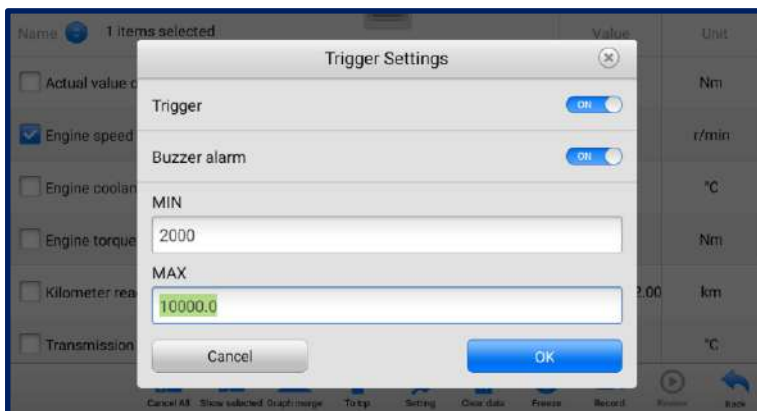 Name 1 items selected Value Unit
Trigger Settings
Actual value Nm
Trigger ON
Engine speed r/min
Buzzer alarm ON
Engine coolan °C
MIN
2000
Engine torque Nm
MAX
10000.0
Kilometer rea 2.00 km
Transmission °C
Cancel OK
Cancel All Show selected Graph merge To top Setting Clear data Freeze Record Review Back